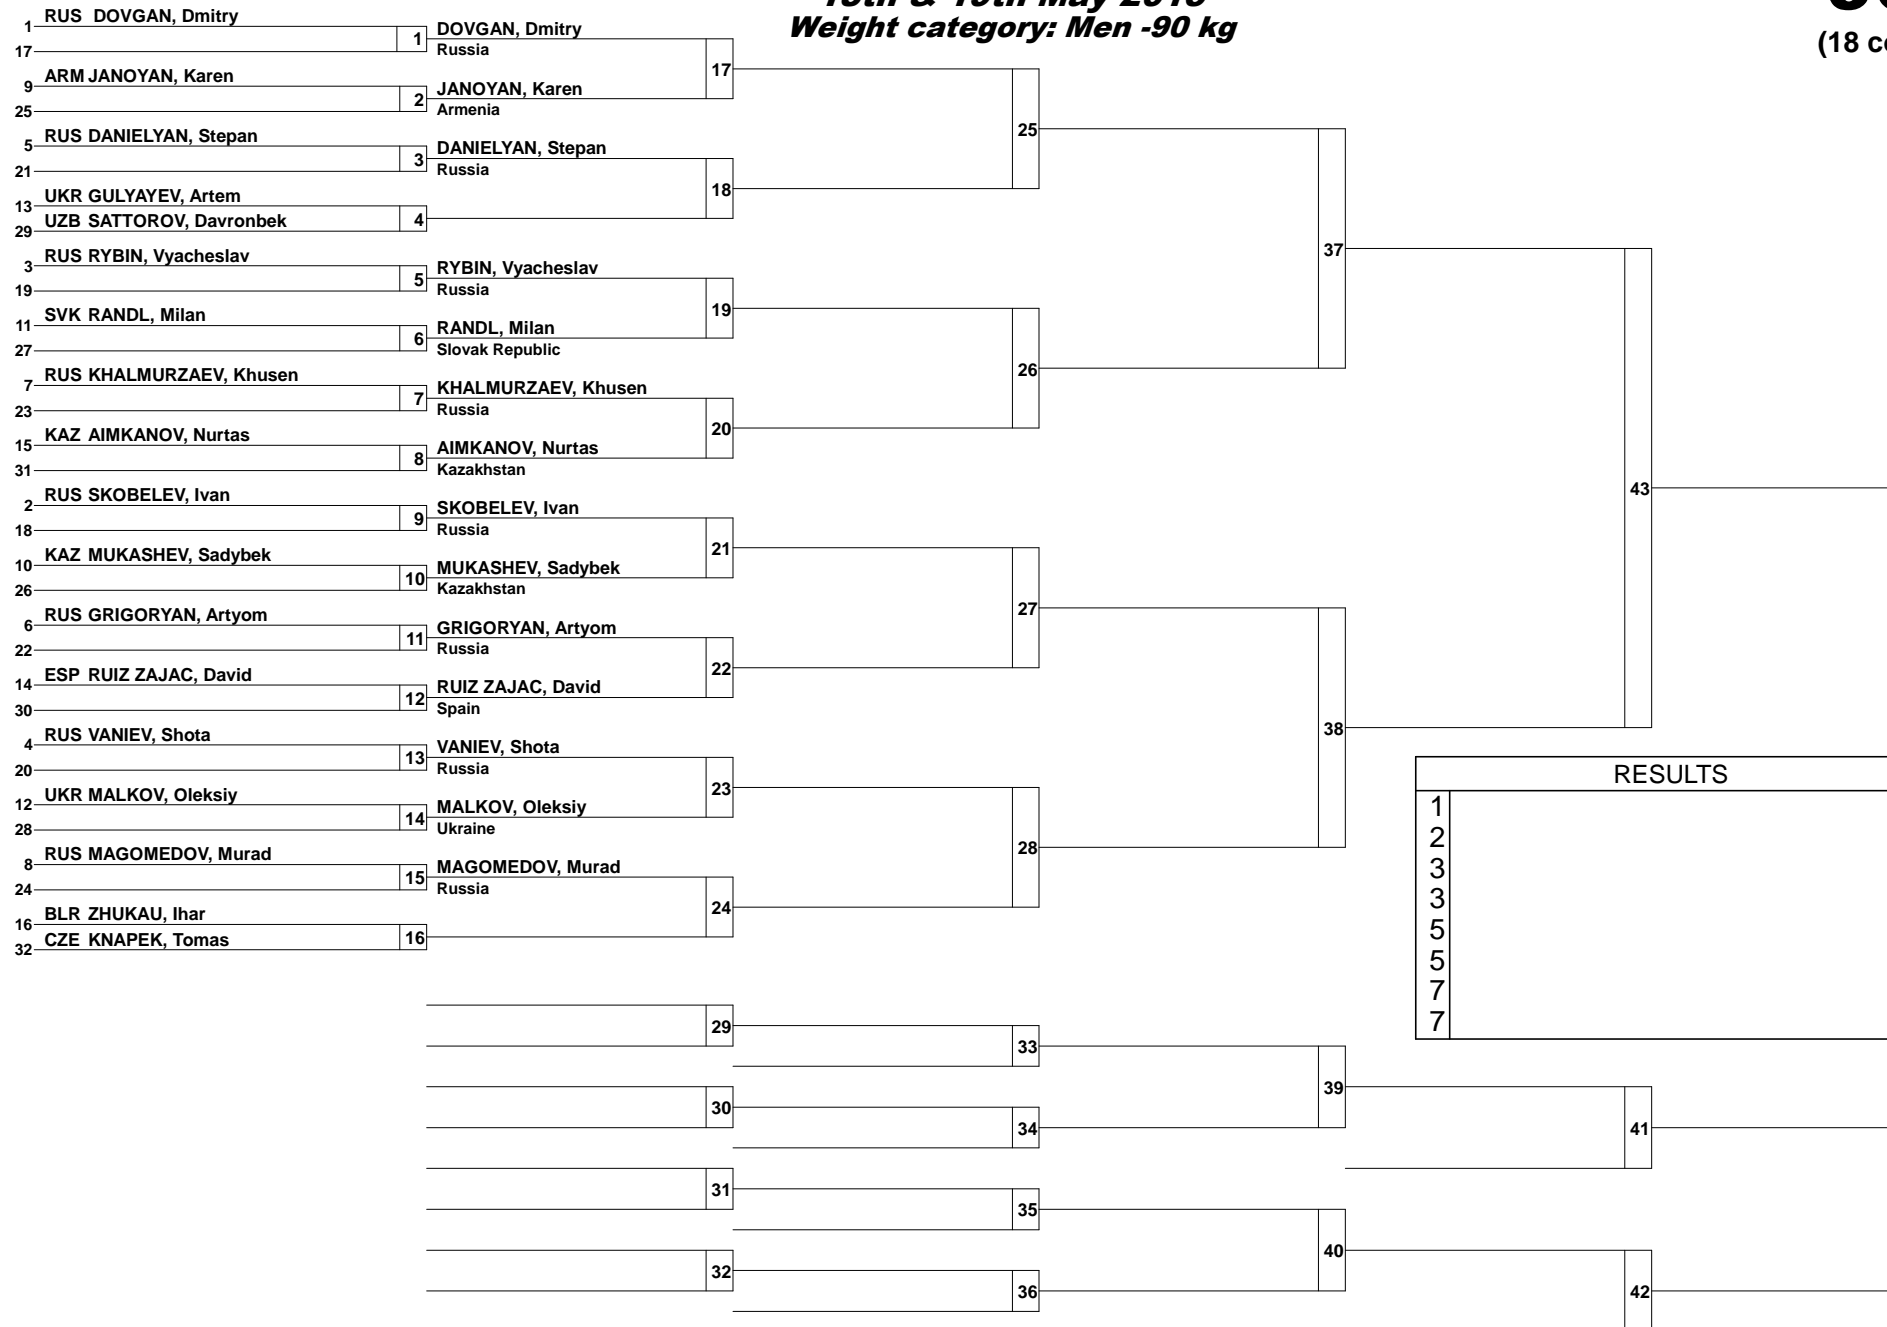 Weight category: Men -90 kg
1 RUS DOVGAN, Dmitry
17
1 DOVGAN, Dmitry
Russia
9 ARM JANOYAN, Karen
25
2 JANOYAN, Karen
Armenia
17
5 RUS DANIELYAN, Stepan
21
3 DANIELYAN, Stepan
Russia
13 UKR GULYAYEV, Artem
29 UZB SATTOROV, Davronbek
4
18
25
3 RUS RYBIN, Vyacheslav
19
5 RYBIN, Vyacheslav
Russia
11 SVK RANDL, Milan
27
6 RANDL, Milan
Slovak Republic
19
7 RUS KHALMURZAEV, Khusen
23
7 KHALMURZAEV, Khusen
Russia
15 KAZ AIMKANOV, Nurtas
31
8 AIMKANOV, Nurtas
Kazakhstan
20
26
37
2 RUS SKOBELEV, Ivan
18
9 SKOBELEV, Ivan
Russia
10 KAZ MUKASHEV, Sadybek
26
10 MUKASHEV, Sadybek
Kazakhstan
21
6 RUS GRIGORYAN, Artyom
22
11 GRIGORYAN, Artyom
Russia
14 ESP RUIZ ZAJAC, David
30
12 RUIZ ZAJAC, David
Spain
22
27
4 RUS VANIEV, Shota
20
13 VANIEV, Shota
Russia
12 UKR MALKOV, Oleksiy
28
14 MALKOV, Oleksiy
Ukraine
23
8 RUS MAGOMEDOV, Murad
24
15 MAGOMEDOV, Murad
Russia
16 BLR ZHUKAU, Ihar
32 CZE KNAPEK, Tomas
16
24
28
38
43
RESULTS
1
2
3
3
5
5
7
7
29
33
30
34
39
41
31
35
32
36
40
42
(18 c